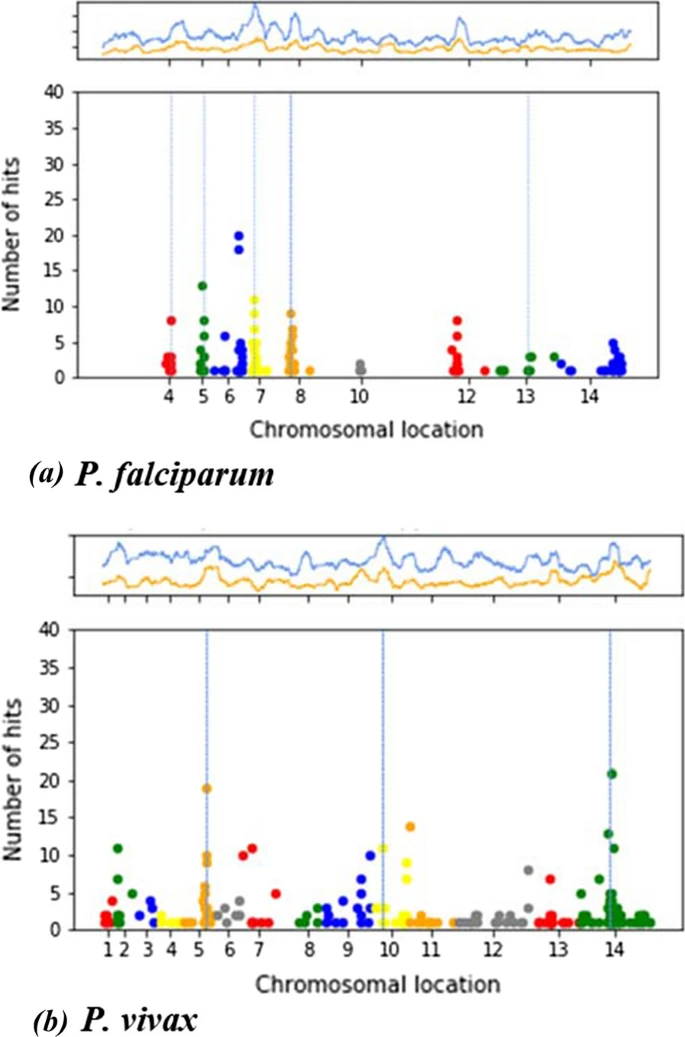 40
35
30
25
20
15
10
5
0
Number of hits
4 5 6 7 8 10 12 13 14
Chromosomal location
(a) P. falciparum
40
35
30
25
20
15
10
5
0
Number of hits
1 2 3 4 5 6 7 8 9 10 11 12 13 14
Chromosomal location
(b) P. vivax